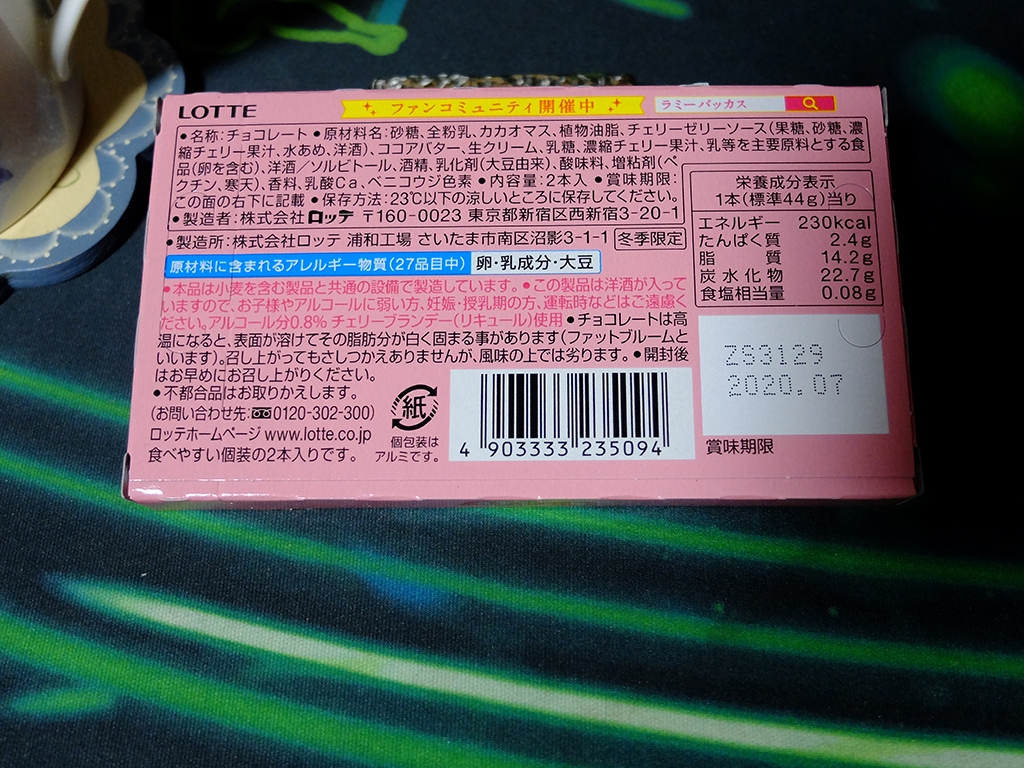 LOTTE
ファンコミュニティ開催中
ラミーバッカス
●名称:チョコレート●原材料名:砂糖、全粉乳、カカオマス、植物油脂、チェリーゼリーソース(果糖、砂糖、濃
縮チェリー果汁、水あめ、洋酒)、ココアバター、生クリーム、乳糖、濃縮チェリー果汁、乳等を主要原料とする食
品(卵を含む)、洋酒/ソルビトール、酒精、乳化剤(大豆由来)、酸味料、増粘剤(ペ
クチン、寒天)、香料、乳酸Ca、ベニコウジ色素●内容量:2本入●賞味期限:
この面の右下に記載●保存方法:23℃以下の涼しいところに保存してください。
●製造者:株式会社ロッテ 〒160-0023 東京都新宿区西新宿3-20-1
●製造所:株式会社ロッテ 浦和工場 さいたま市南区沼影3-1-1 冬季限定
原材料に含まれるアレルギー物質(27品目中) 卵・乳成分・大豆
●本品は小麦を含む製品と共通の設備で製造しています。●この製品は洋酒が入って
いますので、お子様やアルコールに弱い方、妊娠・授乳期の方、運転時などはご遠慮く
ださい。アルコール分0.8% チェリーブランデー(リキュール)使用●チョコレートは高
温になると、表面が溶けてその脂肪分が白く固まる事があります(ファットブルームと
いいます)。召し上がってもさしつかえありませんが、風味の上では劣ります。●開封後
はお早めにお召し上がりください。
●不都合品はお取りかえします。
(お問い合わせ先:0120-302-300)
ロッテホームページ www.lotte.co.jp
食べやすい個装の2本入りです。
紙
個包装は
アルミです。
4 903333 235094
栄養成分表示
1本(標準44g)当り
エネルギー 230kcal
たんぱく質 2.4g
脂質 14.2g
炭水化物 22.7g
食塩相当量 0.08g
ZS3129
2020.07
賞味期限